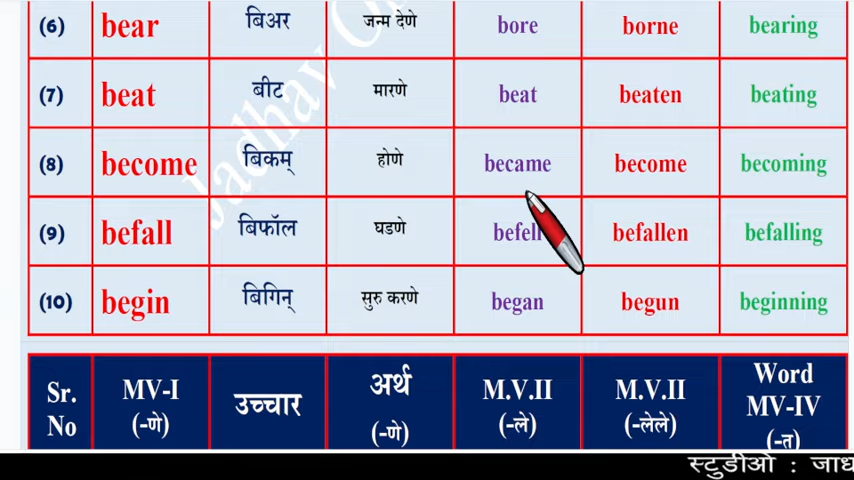 (6) bear बिअर जन्म देणे bore borne bearing
(7) beat बीट मारणे beat beaten beating
(8) become बिकम् होणे became become becoming
(9) befall बिफॉल घडणे befell befallen befalling
(10) begin बिगिन् सुरु करणे began begun beginning
Sr. No MV-I (-णे) उच्चार अर्थ (-णे) M.V.II (-ले) M.V.II (-लेले) Word MV-IV (-त)
Jadhav
स्टुडीओ : जाध